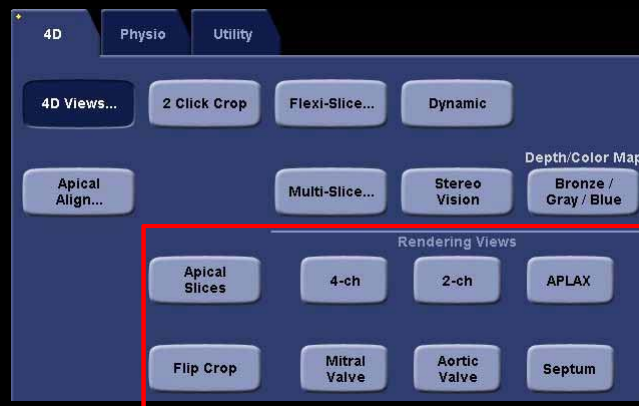 4D Physio Utility
4D Views... 2 Click Crop Flexi-Slice... Dynamic
Depth/Color Map
Apical
Align...
Multi-Slice...
Stereo
Vision
Bronze /
Gray / Blue
Rendering Views
Apical
Slices
4-ch
2-ch
APLAX
Flip Crop
Mitral
Valve
Aortic
Valve
Septum